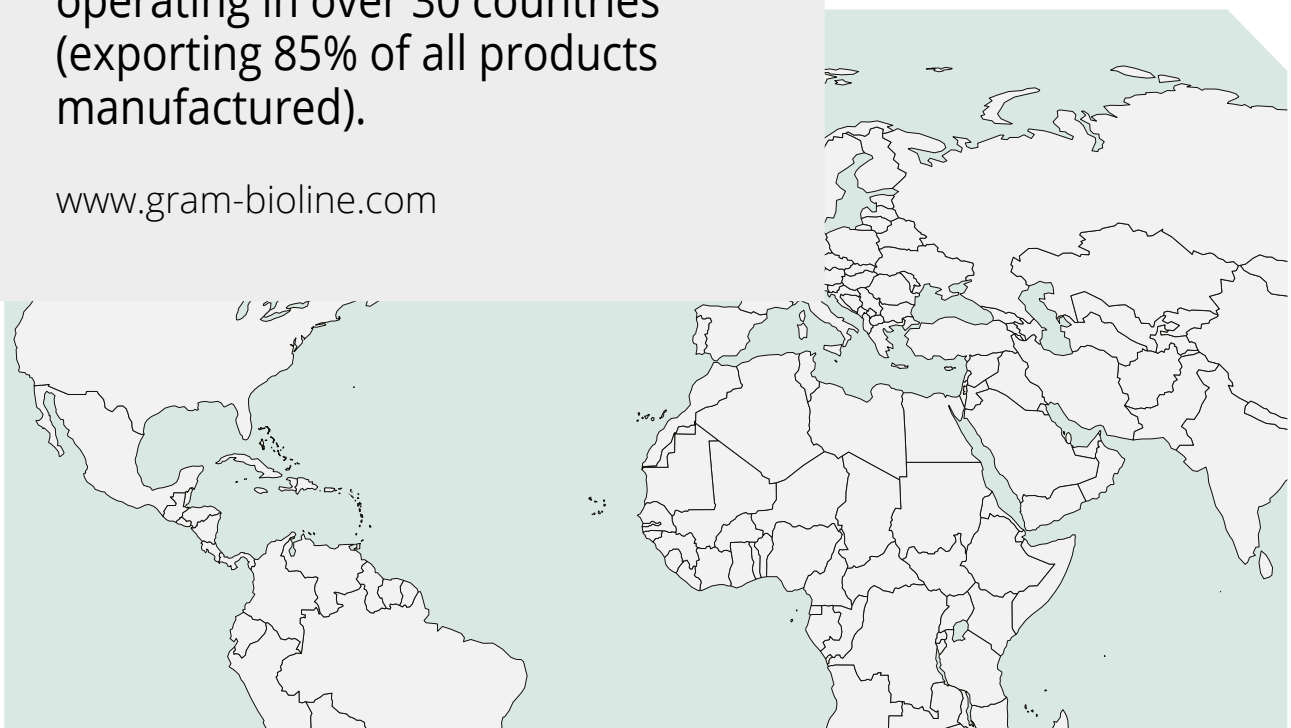 operating in over 30 countries
(exporting 85% of all products
manufactured).
www.gram-bioline.com